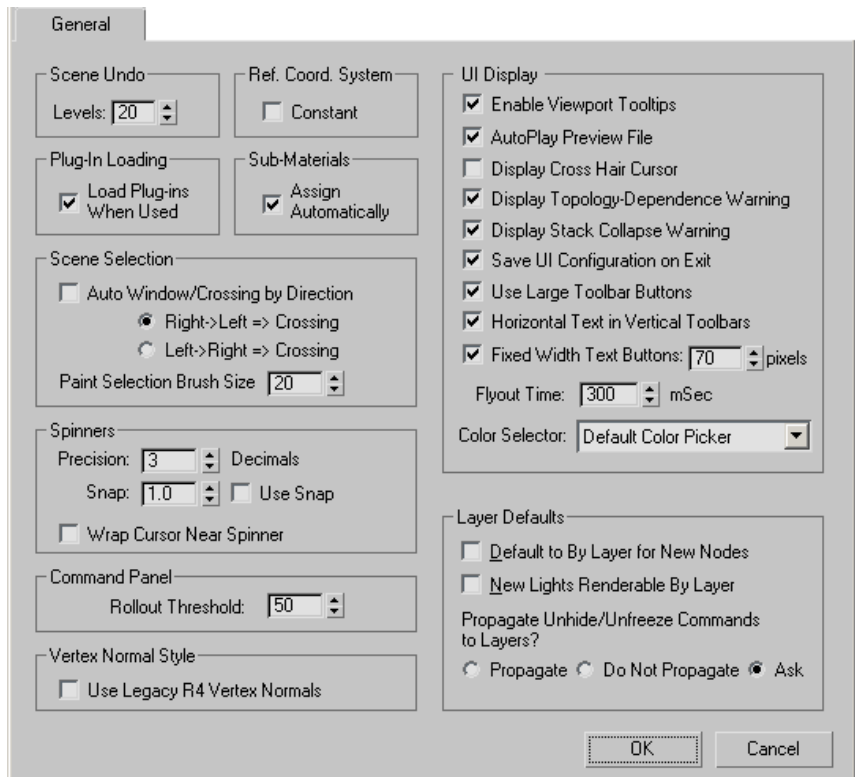 General
Scene Undo
Levels: 20
Ref. Coord. System
Constant
Plug-In Loading
Load Plug-ins
When Used
Sub-Materials
Assign
Automatically
Scene Selection
Auto Window/Crossing by Direction
Right->Left => Crossing
Left->Right => Crossing
Paint Selection Brush Size 20
Spinners
Precision: 3 Decimals
Snap: 1.0 Use Snap
Wrap Cursor Near Spinner
Command Panel
Rollout Threshold: 50
Vertex Normal Style
Use Legacy R4 Vertex Normals
UI Display
Enable Viewport Tooltips
AutoPlay Preview File
Display Cross Hair Cursor
Display Topology-Dependence Warning
Display Stack Collapse Warning
Save UI Configuration on Exit
Use Large Toolbar Buttons
Horizontal Text in Vertical Toolbars
Fixed Width Text Buttons: 70 pixels
Flyout Time: 300 mSec
Color Selector: Default Color Picker
Layer Defaults
Default to By Layer for New Nodes
New Lights Renderable By Layer
Propagate Unhide/Unfreeze Commands
to Layers?
Propagate Do Not Propagate Ask
OK Cancel